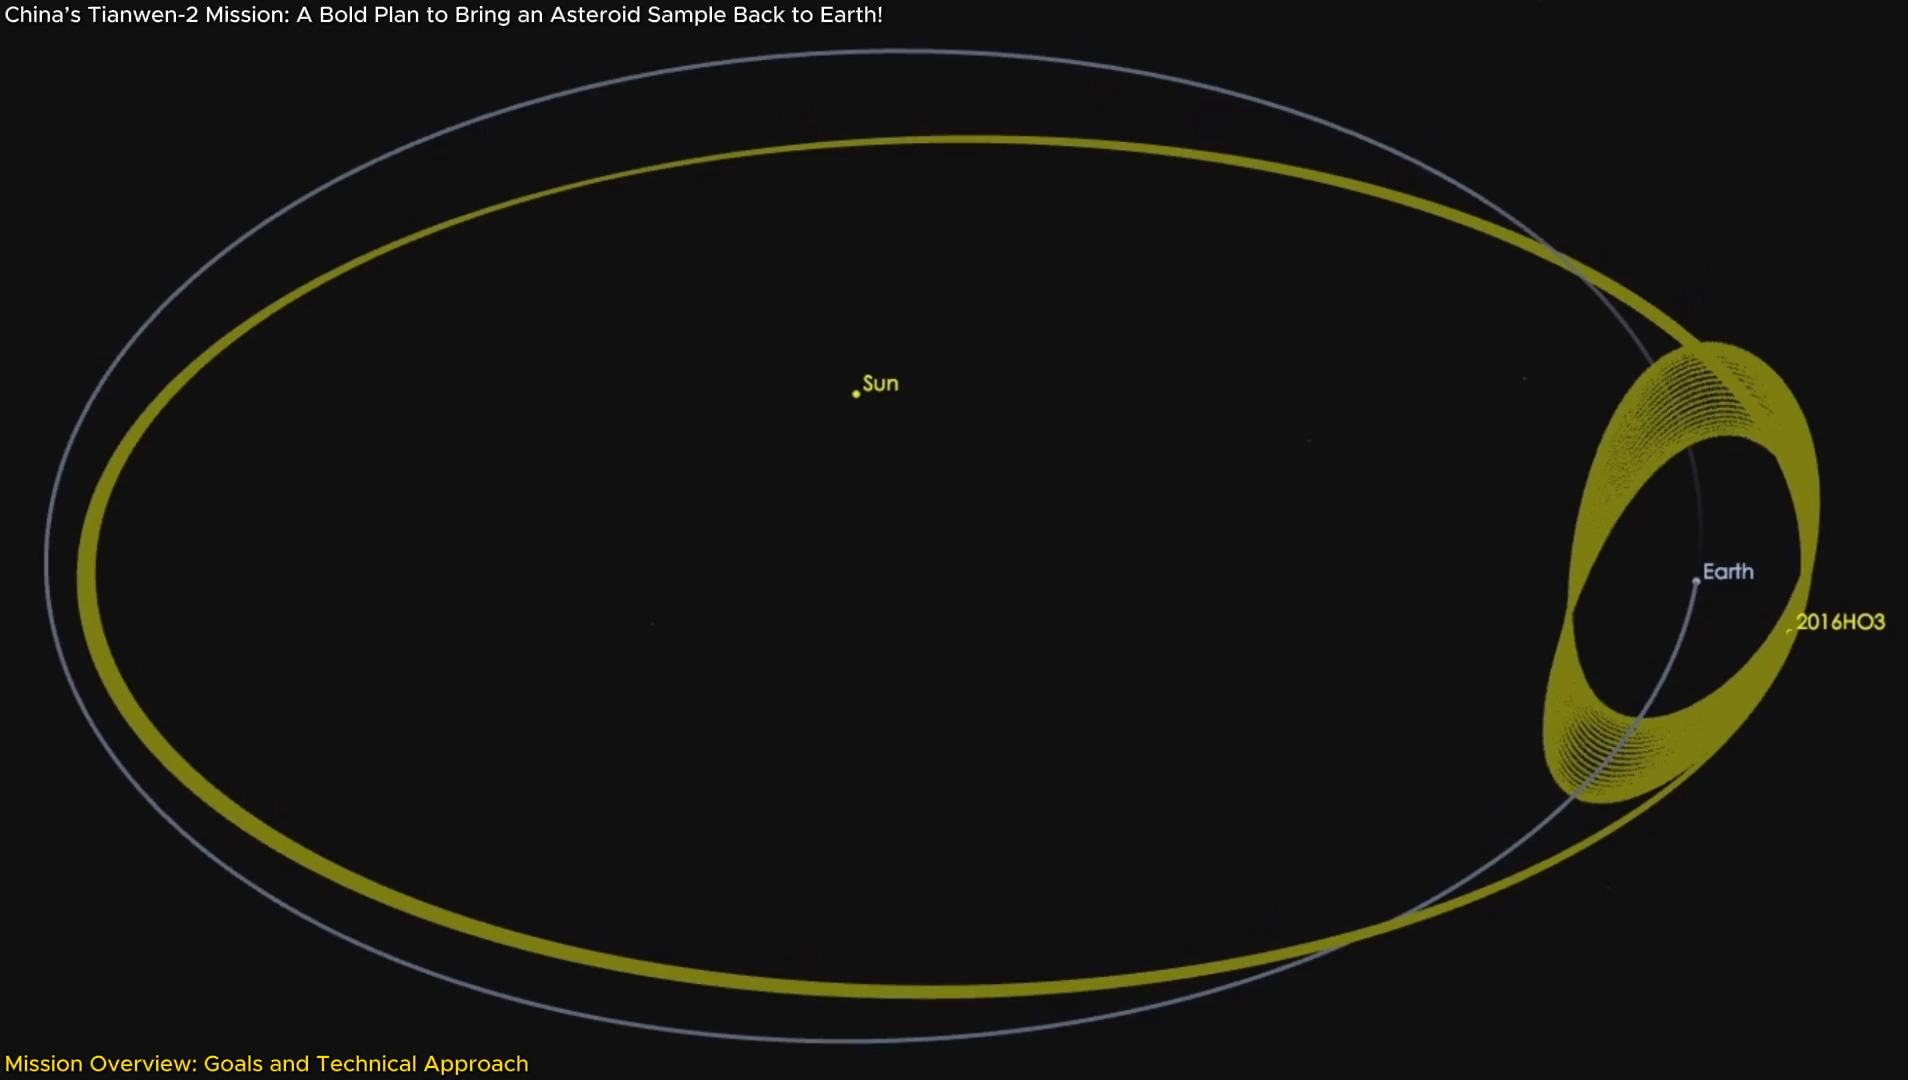 China’s Tianwen-2 Mission: A Bold Plan to Bring an Asteroid Sample Back to Earth!
Sun
Earth
2016HO3
Mission Overview: Goals and Technical Approach